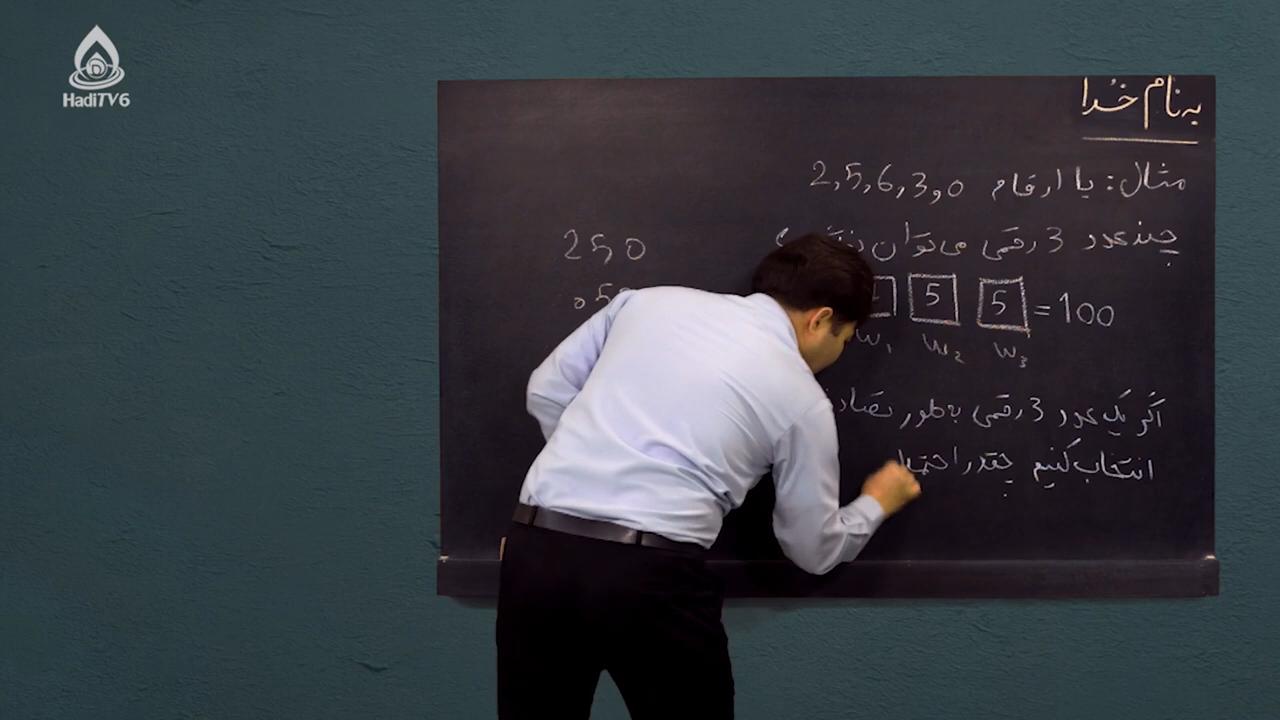 HadiTV6
به نام خدا
مثال: با ارقام 2,5,6,3,0
چند عدد 3 رقمی می‌توان
250
5 5 = 100
W1 W2 W3
اگر یک عدد 3 رقمی به طور
انتخاب کنیم چقدر احتمال